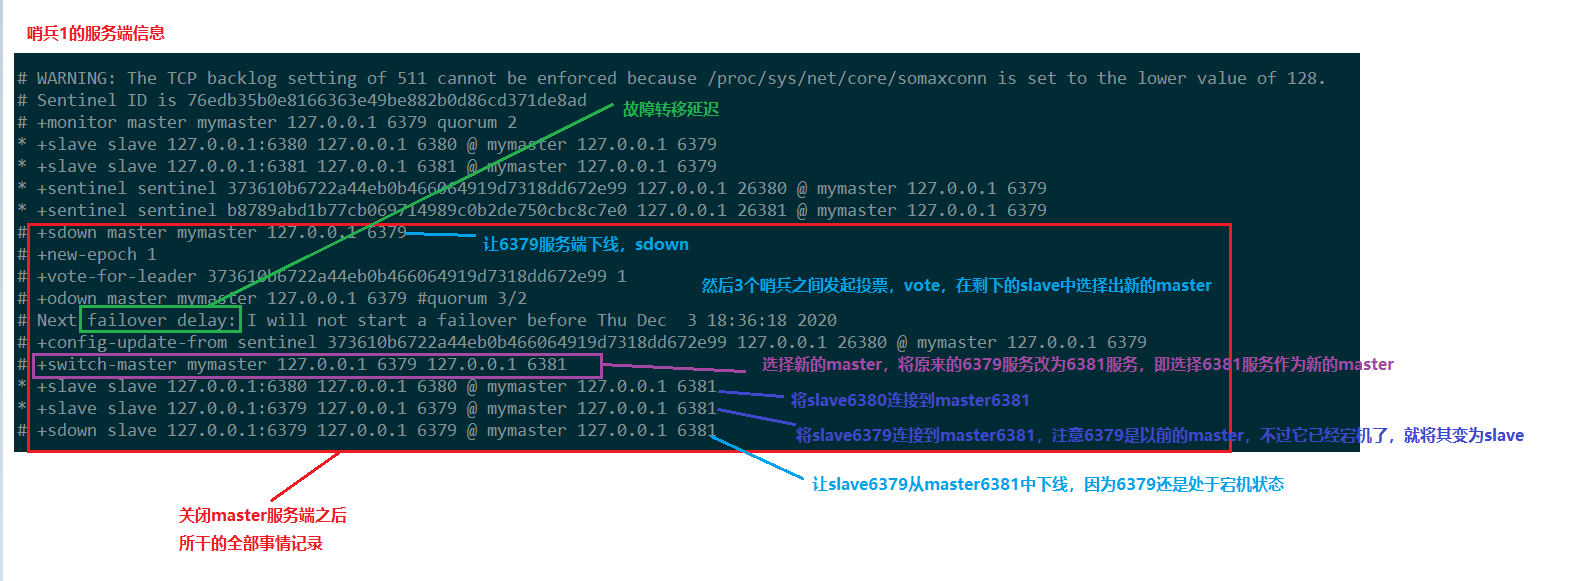 哨兵1的服务端信息
# WARNING: The TCP backlog setting of 511 cannot be enforced because /proc/sys/net/core/somaxconn is set to the lower value of 128.
# Sentinel ID is 76edb35b0e8166363e49be882b0d86cd371de8ad
故障转移延迟
# +monitor master mymaster 127.0.0.1 6379 quorum 2
* +slave slave 127.0.0.1:6380 127.0.0.1 6380 @ mymaster 127.0.0.1 6379
* +slave slave 127.0.0.1:6381 127.0.0.1 6381 @ mymaster 127.0.0.1 6379
* +sentinel sentinel 373610b6722a44eb0b466064919d7318dd672e99 127.0.0.1 26380 @ mymaster 127.0.0.1 6379
* +sentinel sentinel b8789abd1b77cb069714989c0b2de750cbc8c7e0 127.0.0.1 26381 @ mymaster 127.0.0.1 6379
# +sdown master mymaster 127.0.0.1 6379
让6379服务端下线，sdown
# +new-epoch 1
# +vote-for-leader 373610b6722a44eb0b466064919d7318dd672e99 1
然后3个哨兵之间发起投票，vote，在剩下的slave中选择出新的master
# +odown master mymaster 127.0.0.1 6379 #quorum 3/2
# Next failover delay: I will not start a failover before Thu Dec  3 18:36:18 2020
# +config-update-from sentinel 373610b6722a44eb0b466064919d7318dd672e99 127.0.0.1 26380 @ mymaster 127.0.0.1 6379
# +switch-master mymaster 127.0.0.1 6379 127.0.0.1 6381
选择新的master，将原来的6379服务改为6381服务，即选择6381服务作为新的master
* +slave slave 127.0.0.1:6380 127.0.0.1 6380 @ mymaster 127.0.0.1 6381
将slave6380连接到master6381
* +slave slave 127.0.0.1:6379 127.0.0.1 6379 @ mymaster 127.0.0.1 6381
# +sdown slave 127.0.0.1:6379 127.0.0.1 6379 @ mymaster 127.0.0.1 6381
将slave6379连接到master6381，注意6379是以前的master，不过它已经宕机了，就将其变为slave
让slave6379从master6381中下线，因为6379还是处于宕机状态
关闭master服务端之后
所干的全部事情记录